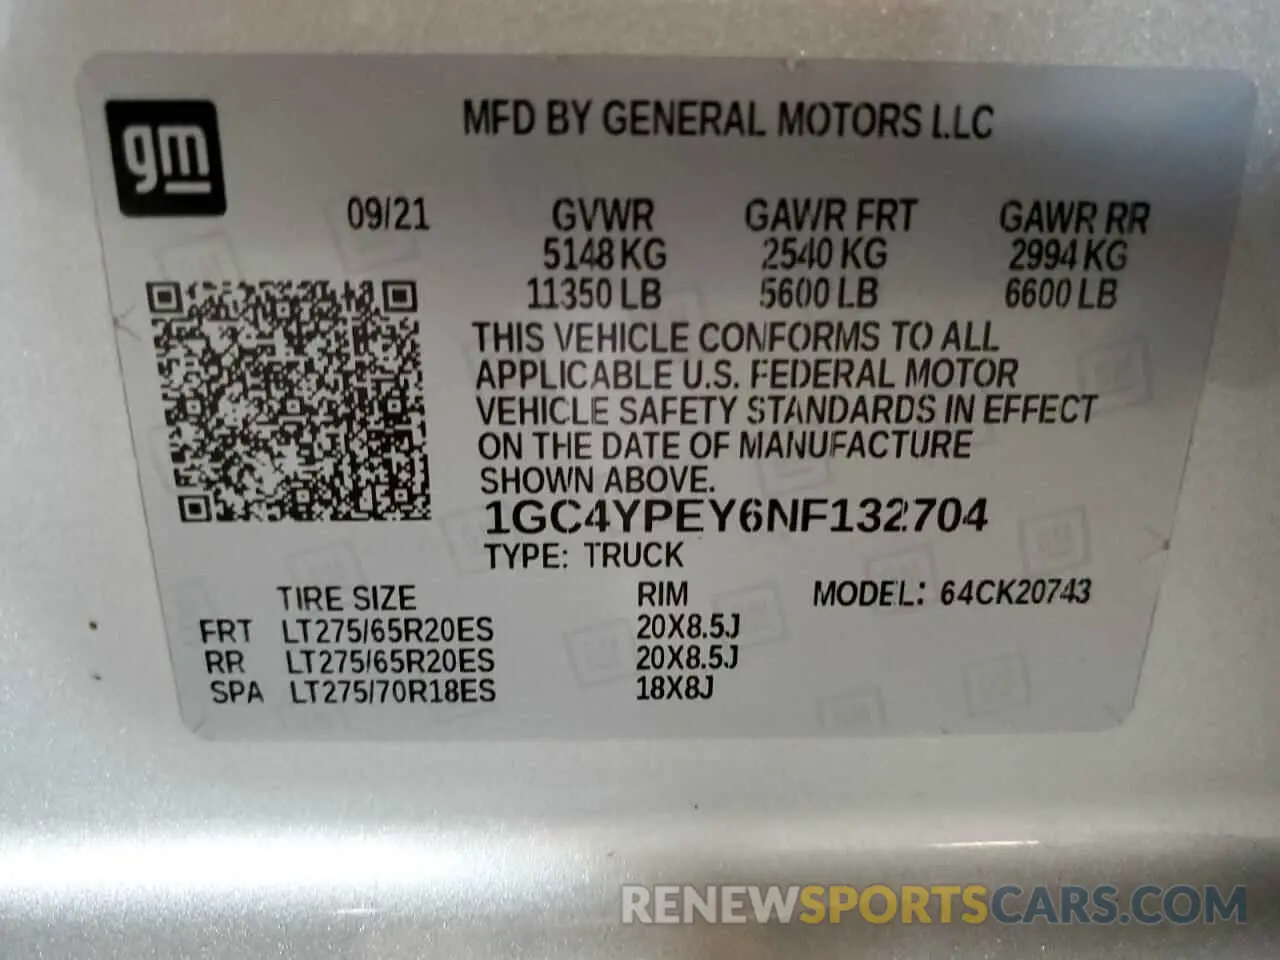 gm
MFD BY GENERAL MOTORS LLC
09/21 GVWR GAWR FRT GAWR RR
5148 KG 2540 KG 2994 KG
11350 LB 5600 LB 6600 LB
THIS VEHICLE CONFORMS TO ALL
APPLICABLE U.S. FEDERAL MOTOR
VEHICLE SAFETY STANDARDS IN EFFECT
ON THE DATE OF MANUFACTURE
SHOWN ABOVE.
1GC4YPEY6NF132704
TYPE: TRUCK
TIRE SIZE RIM MODEL: 64CK20743
FRT LT275/65R20ES 20X8.5J
RR LT275/65R20ES 20X8.5J
SPA LT275/70R18ES 18X8J
RENEWSPORTSCARS.COM